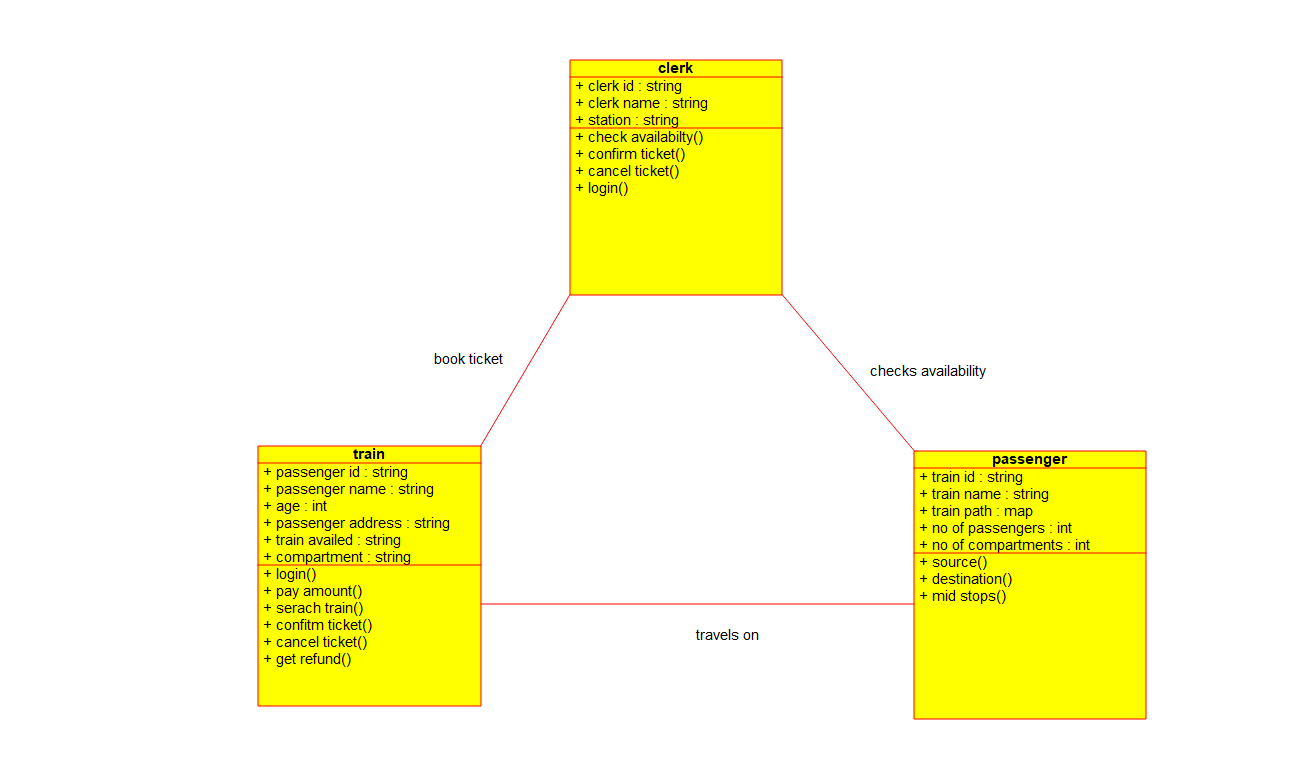 clerk
+ clerk id : string
+ clerk name : string
+ station : string
+ check availabilty()
+ confirm ticket()
+ cancel ticket()
+ login()
book ticket
checks availability
train
+ passenger id : string
+ passenger name : string
+ age : int
+ passenger address : string
+ train availed : string
+ compartment : string
+ login()
+ pay amount()
+ serach train()
+ confitm ticket()
+ cancel ticket()
+ get refund()
passenger
+ train id : string
+ train name : string
+ train path : map
+ no of passengers : int
+ no of compartments : int
+ source()
+ destination()
+ mid stops()
travels on